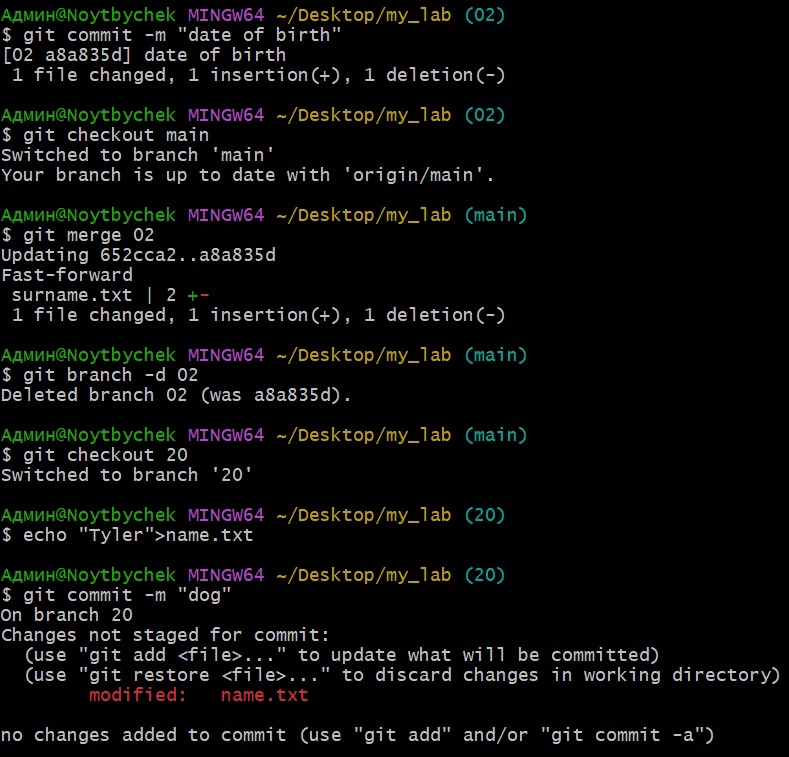 Админ@Noytbychek MINGW64 ~/Desktop/my_lab (02)
$ git commit -m "date of birth"
[02 a8a835d] date of birth
 1 file changed, 1 insertion(+), 1 deletion(-)

Админ@Noytbychek MINGW64 ~/Desktop/my_lab (02)
$ git checkout main
Switched to branch 'main'
Your branch is up to date with 'origin/main'.

Админ@Noytbychek MINGW64 ~/Desktop/my_lab (main)
$ git merge 02
Updating 652cca2..a8a835d
Fast-forward
 surname.txt | 2 +-
 1 file changed, 1 insertion(+), 1 deletion(-)

Админ@Noytbychek MINGW64 ~/Desktop/my_lab (main)
$ git branch -d 02
Deleted branch 02 (was a8a835d).

Админ@Noytbychek MINGW64 ~/Desktop/my_lab (main)
$ git checkout 20
Switched to branch '20'

Админ@Noytbychek MINGW64 ~/Desktop/my_lab (20)
$ echo "Tyler">name.txt

Админ@Noytbychek MINGW64 ~/Desktop/my_lab (20)
$ git commit -m "dog"
On branch 20
Changes not staged for commit:
  (use "git add <file>..." to update what will be committed)
  (use "git restore <file>..." to discard changes in working directory)
        modified:   name.txt

no changes added to commit (use "git add" and/or "git commit -a")